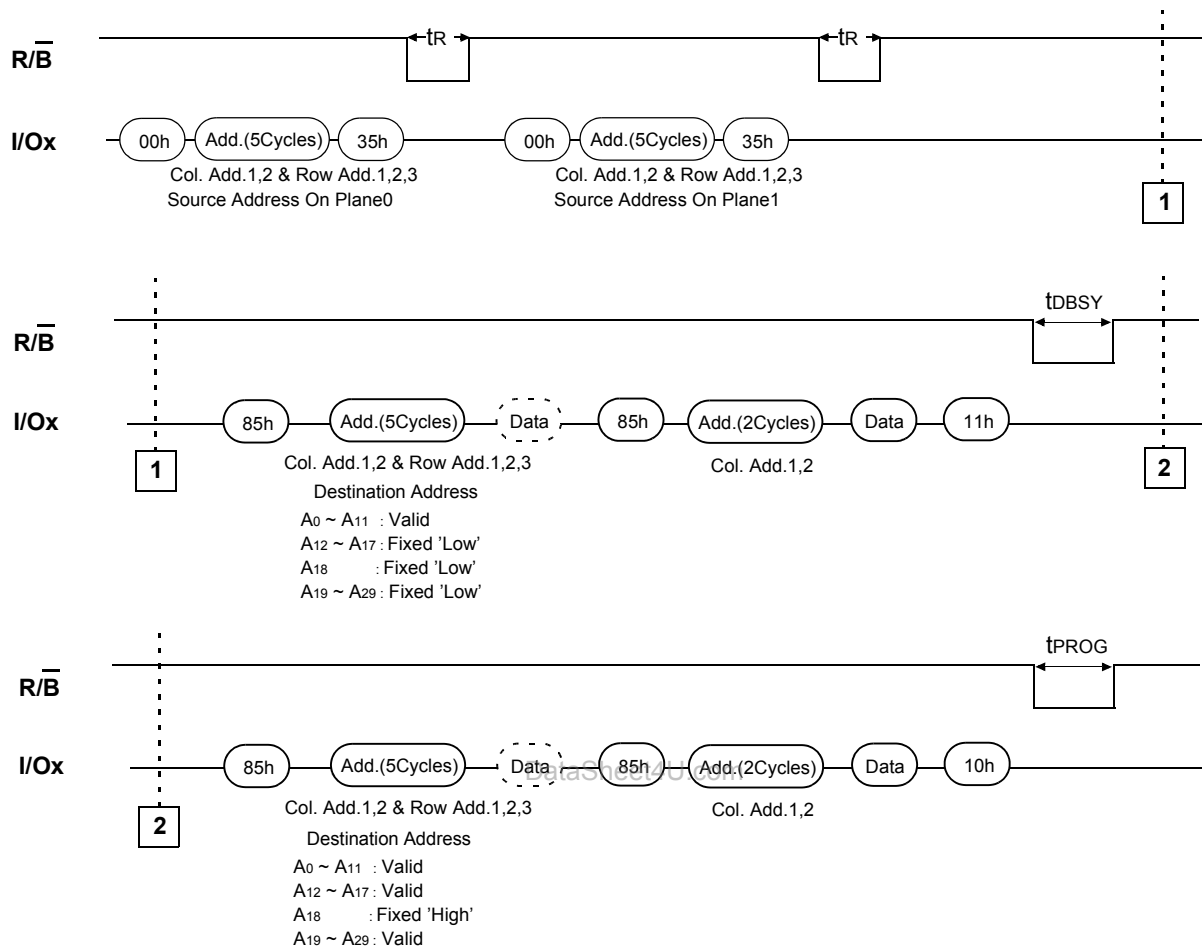 tR tR
R/B
I/Ox 00h Add.(5Cycles) 35h 00h Add.(5Cycles) 35h
Col. Add.1,2 & Row Add.1,2,3 Col. Add.1,2 & Row Add.1,2,3
Source Address On Plane0 Source Address On Plane1
1
tDBSY
R/B
I/Ox 85h Add.(5Cycles) Data 85h Add.(2Cycles) Data 11h
1 Col. Add.1,2 & Row Add.1,2,3 Col. Add.1,2 2
Destination Address
A0 ~ A11 : Valid
A12 ~ A17 : Fixed 'Low'
A18 : Fixed 'Low'
A19 ~ A29 : Fixed 'Low'
tPROG
R/B
I/Ox 85h Add.(5Cycles) Data 85h Add.(2Cycles) Data 10h
DataSheet4U.com
2 Col. Add.1,2 & Row Add.1,2,3 Col. Add.1,2
Destination Address
A0 ~ A11 : Valid
A12 ~ A17 : Valid
A18 : Fixed 'High'
A19 ~ A29 : Valid